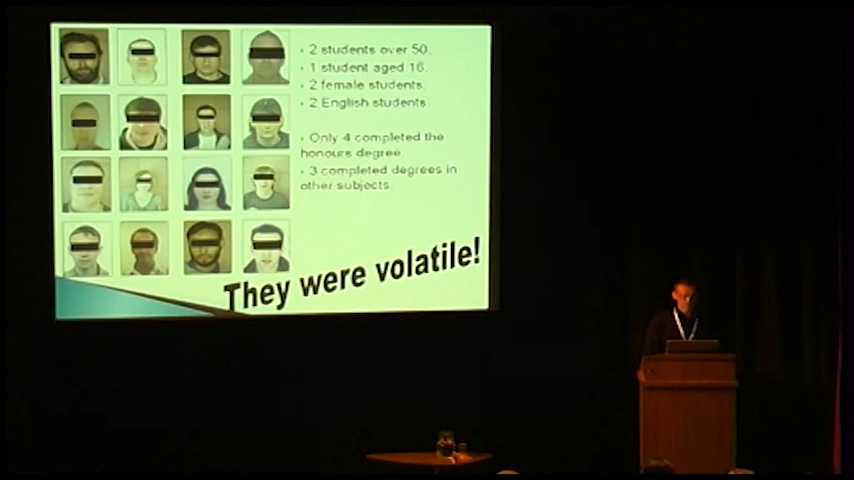 › 2 students over 50.
› 1 student aged 16.
› 2 female students.
› 2 English students.
› Only 4 completed the
honours degree.
› 3 completed degrees in
other subjects.
They were volatile!